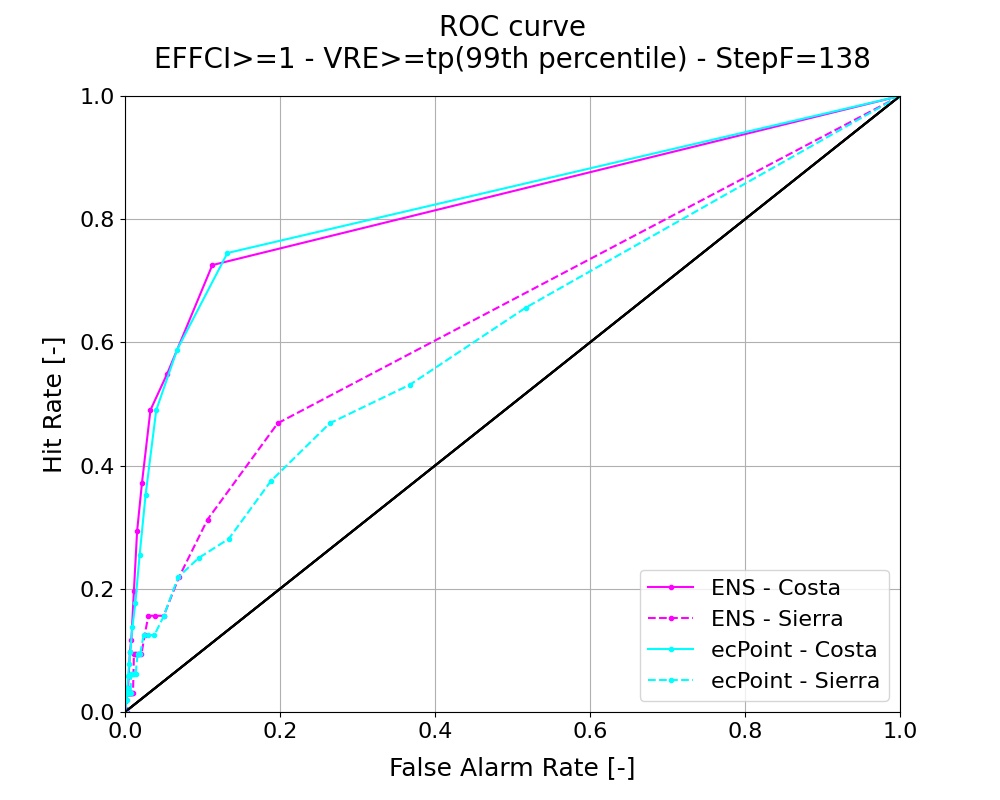 ROC curve
EFFCI>=1 - VRE>=tp(99th percentile) - StepF=138
1.0
0.8
0.6
0.4
0.2
0.0
Hit Rate [-]
0.0 0.2 0.4 0.6 0.8 1.0
False Alarm Rate [-]
ENS - Costa
ENS - Sierra
ecPoint - Costa
ecPoint - Sierra